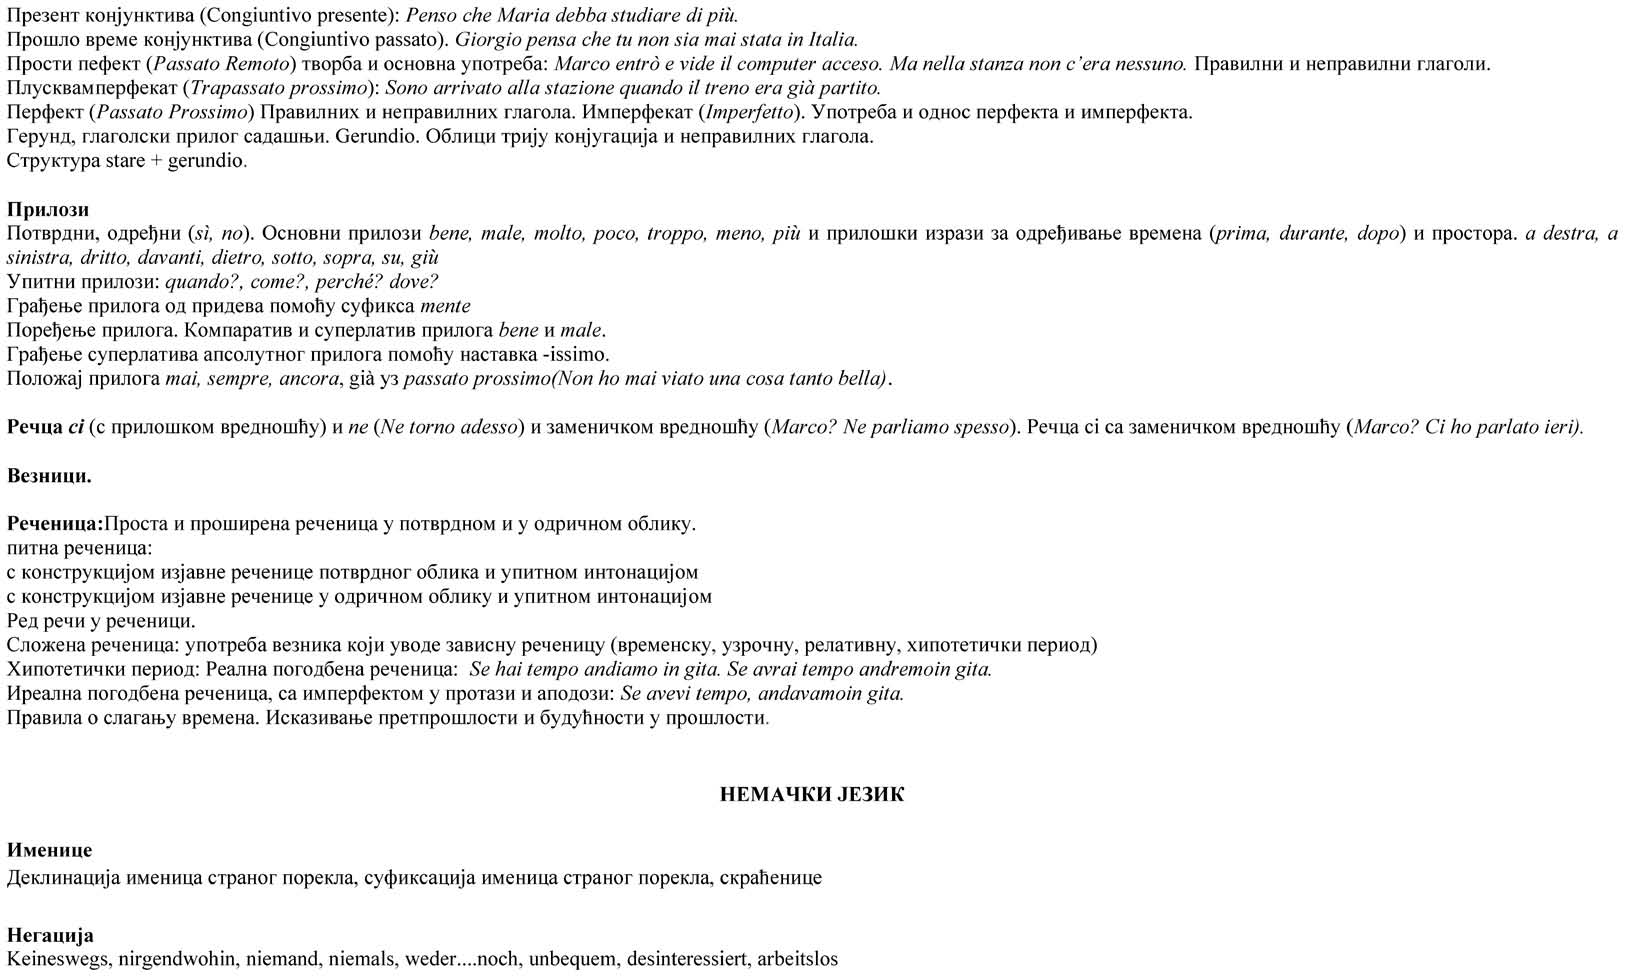 Презент конјунктива (Congiuntivo presente): Penso che Maria debba studiare di più.
Прошло време конјунктива (Congiuntivo passato). Giorgio pensa che tu non sia mai stata in Italia.
Прости пефект (Passato Remoto) творба и основна употреба: Marco entrò e vide il computer acceso. Ma nella stanza non c’era nessuno. Правилни и неправилни глаголи.
Плусквамперфекат (Trapassato prossimo): Sono arrivato alla stazione quando il treno era già partito.
Перфект (Passato Prossimo) Правилних и неправилних глагола. Имперфекат (Imperfetto). Употреба и однос перфекта и имперфекта.
Герунд, глаголски прилог садашњи. Gerundio. Облици трију конјугација и неправилних глагола.
Структура stare + gerundio.
Прилози
Потврдни, одређни (sì, no). Основни прилози bene, male, molto, poco, troppo, meno, più и прилошки изрази за одређивање времена (prima, durante, dopo) и простора. a destra, a
sinistra, dritto, davanti, dietro, sotto, sopra, su, giù
Упитни прилози: quando?, come?, perché? dove?
Грађење прилога од придева помоћу суфикса mente
Поређење прилога. Компаратив и суперлатив прилога bene и male.
Грађење суперлатива апсолутног прилога помоћу наставка -issimo.
Положај прилога mai, sempre, ancora, già уз passato prossimo(Non ho mai viato una cosa tanto bella).
Речца ci (с прилошком вредношћу) и ne (Ne torno adesso) и заменичком вредношћу (Marco? Ne parliamo spesso). Речца ci са заменичком вредношћу (Marco? Ci ho parlato ieri).
Везници.
Реченица:Проста и проширена реченица у потврдном и у одричном облику.
питна реченица:
с конструкцијом изјавне реченице потврдног облика и упитном интонацијом
с конструкцијом изјавне реченице у одричном облику и упитном интонацијом
Ред речи у реченици.
Сложена реченица: употреба везника који уводе зависну реченицу (временску, узрочну, релативну, хипотетички период)
Хипотетички период: Реална погодбена реченица:  Se hai tempo andiamo in gita. Se avrai tempo andremoin gita.
Иреална погодбена реченица, са имперфектом у протази и аподози: Se avevi tempo, andavamoin gita.
Правила о слагању времена. Исказивање претпрошлости и будућности у прошлости.
НЕМАЧКИ ЈЕЗИК
Именице
Деклинација именица страног порекла, суфиксација именица страног порекла, скраћенице
Негација
Keineswegs, nirgendwohin, niemand, niemals, weder....noch, unbequem, desinteressiert, arbeitslos